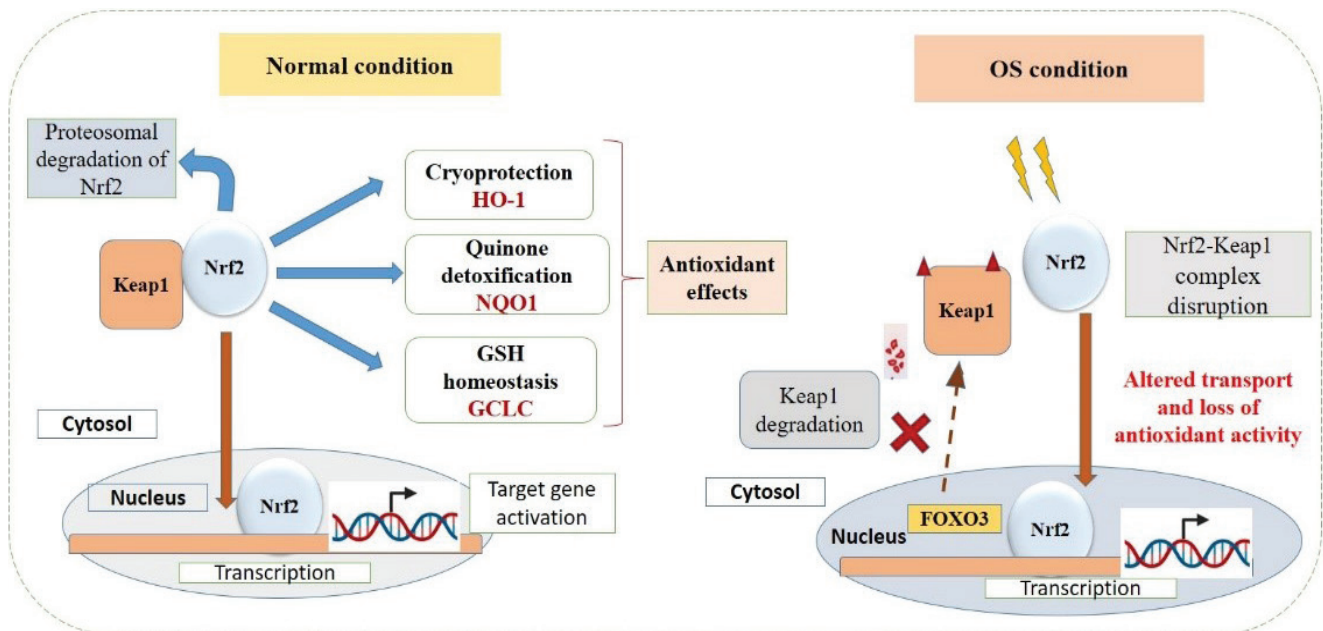 Normal condition
Proteosomal
degradation of
Nrf2
Keap1
Nrf2
Cryoprotection
HO-1
Quinone
detoxification
NQO1
GSH
homeostasis
GCLC
Antioxidant
effects
Cytosol
Nucleus
Nrf2
Target gene
activation
Transcription
OS condition
Nrf2
Keap1
Nrf2-Keap1
complex
disruption
Keap1
degradation
Altered transport
and loss of
antioxidant activity
Cytosol
Nucleus
FOXO3
Nrf2
Transcription